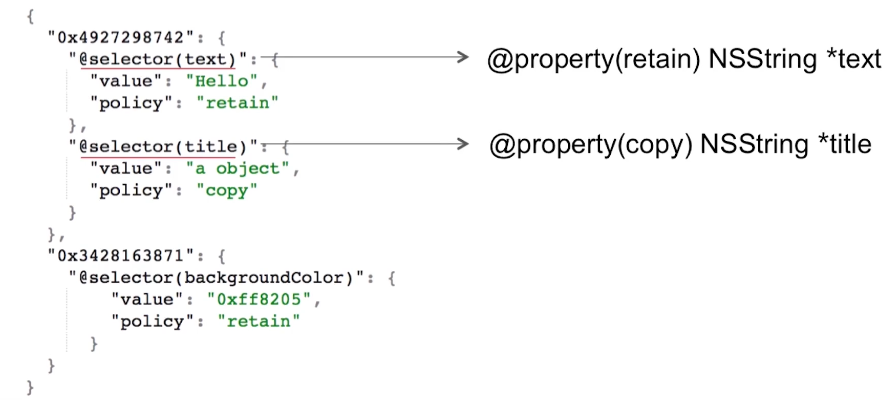 {
"0x4927298742": {
"@selector(text)": { @property(retain) NSString *text
"value": "Hello",
"policy": "retain"
},
"@selector(title)": { @property(copy) NSString *title
"value": "a object",
"policy": "copy"
}
},
"0x3428163871": {
"@selector(backgroundColor)": {
"value": "0xff8205",
"policy": "retain"
}
}
}